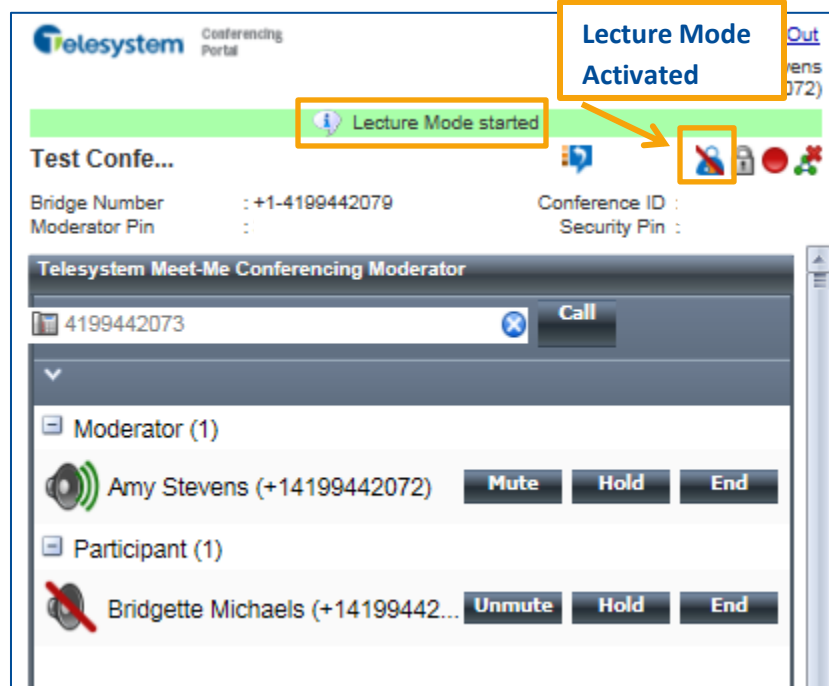 Telesystem Conferencing Portal
Lecture Mode Activated
Out
vens
072)
Lecture Mode started
Test Confe...
Bridge Number : +1-4199442079 Conference ID :
Moderator Pin : Security Pin :
Telesystem Meet-Me Conferencing Moderator
4199442073 Call
Moderator (1)
Amy Stevens (+14199442072) Mute Hold End
Participant (1)
Bridgette Michaels (+14199442... Unmute Hold End